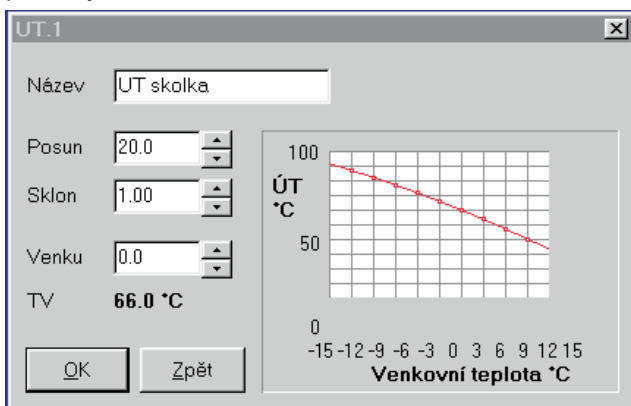 UT.1
Název UT skolka
Posun 20.0
Sklon 1.00
Venku 0.0
TV 66.0 °C
OK Zpět
100
ÚT
°C
50
0
-15 -12 -9 -6 -3 0 3 6 9 12 15
Venkovní teplota °C